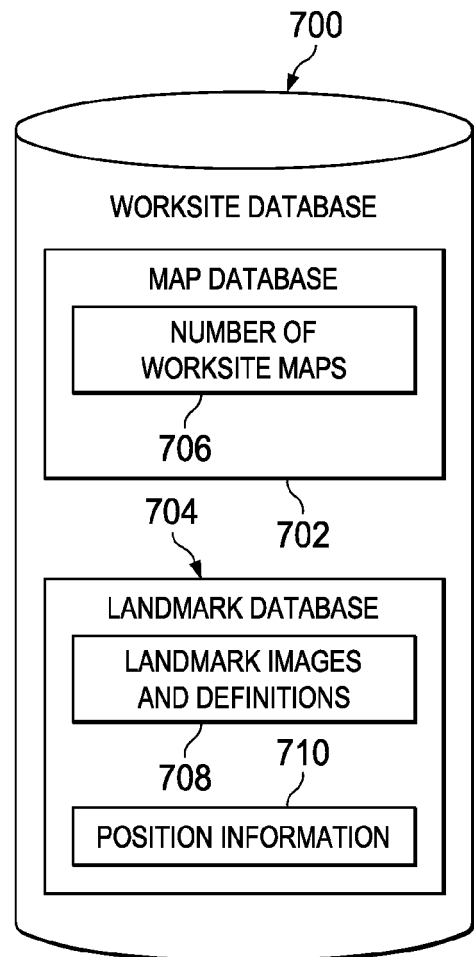 700
WORKSITE DATABASE
MAP DATABASE
NUMBER OF
WORKSITE MAPS
706
704
702
LANDMARK DATABASE
LANDMARK IMAGES
AND DEFINITIONS
708
710
POSITION INFORMATION